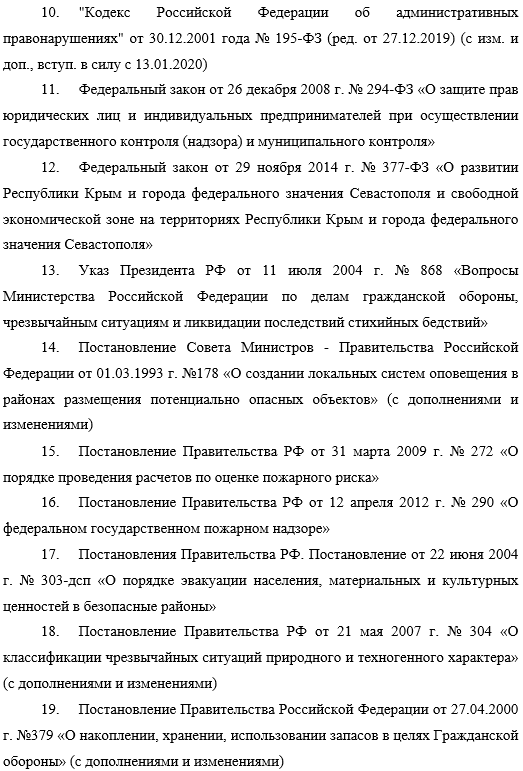 10. "Кодекс Российской Федерации об административных
правонарушениях" от 30.12.2001 года № 195-ФЗ (ред. от 27.12.2019) (с изм. и
доп., вступ. в силу с 13.01.2020)
11. Федеральный закон от 26 декабря 2008 г. № 294-ФЗ «О защите прав
юридических лиц и индивидуальных предпринимателей при осуществлении
государственного контроля (надзора) и муниципального контроля»
12. Федеральный закон от 29 ноября 2014 г. № 377-ФЗ «О развитии
Республики Крым и города федерального значения Севастополя и свободной
экономической зоне на территориях Республики Крым и города федерального
значения Севастополя»
13. Указ Президента РФ от 11 июля 2004 г. № 868 «Вопросы
Министерства Российской Федерации по делам гражданской обороны,
чрезвычайным ситуациям и ликвидации последствий стихийных бедствий»
14. Постановление Совета Министров - Правительства Российской
Федерации от 01.03.1993 г. №178 «О создании локальных систем оповещения в
районах размещения потенциально опасных объектов» (с дополнениями и
изменениями)
15. Постановление Правительства РФ от 31 марта 2009 г. № 272 «О
порядке проведения расчетов по оценке пожарного риска»
16. Постановление Правительства РФ от 12 апреля 2012 г. № 290 «О
федеральном государственном пожарном надзоре»
17. Постановления Правительства РФ. Постановление от 22 июня 2004
г. № 303-дсп «О порядке эвакуации населения, материальных и культурных
ценностей в безопасные районы»
18. Постановление Правительства РФ от 21 мая 2007 г. № 304 «О
классификации чрезвычайных ситуаций природного и техногенного характера»
(с дополнениями и изменениями)
19. Постановление Правительства Российской Федерации от 27.04.2000
г. №379 «О накоплении, хранении, использовании запасов в целях Гражданской
обороны» (с дополнениями и изменениями)